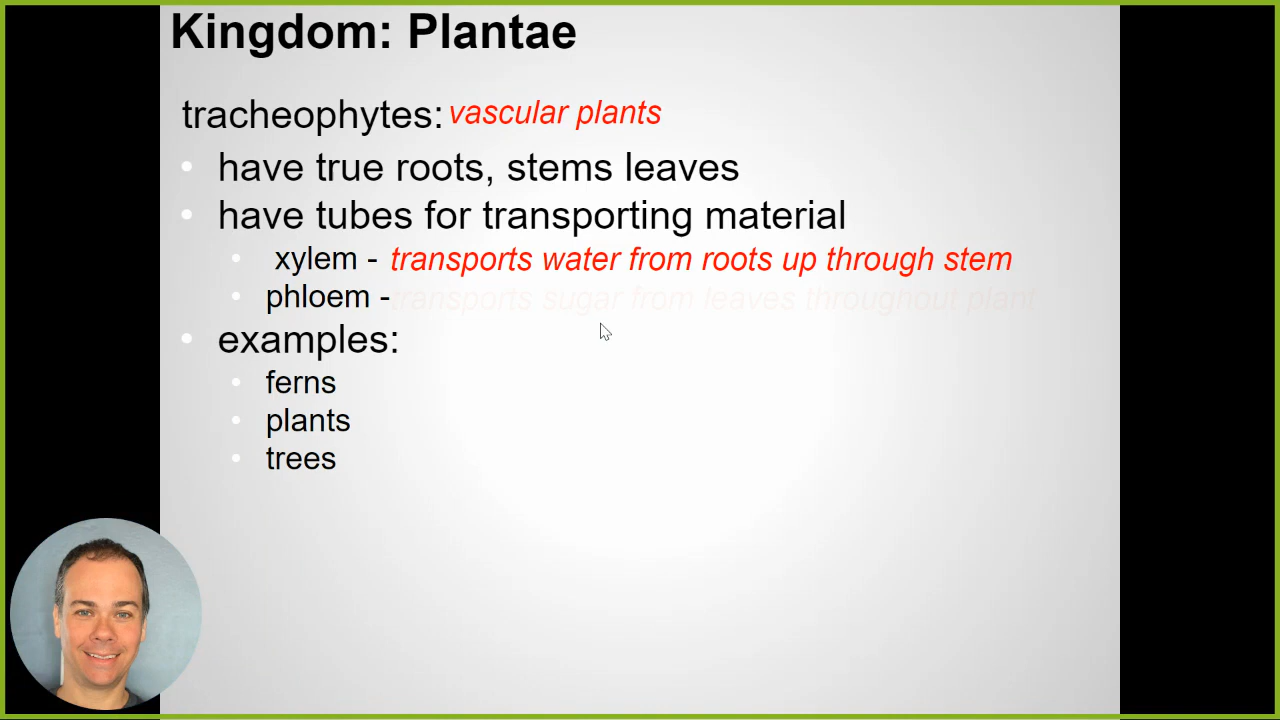 Kingdom: Plantae
tracheophytes: vascular plants
• have true roots, stems leaves
• have tubes for transporting material
• xylem - transports water from roots up through stem
• phloem - transports sugar from leaves throughout plant
• examples:
• ferns
• plants
• trees